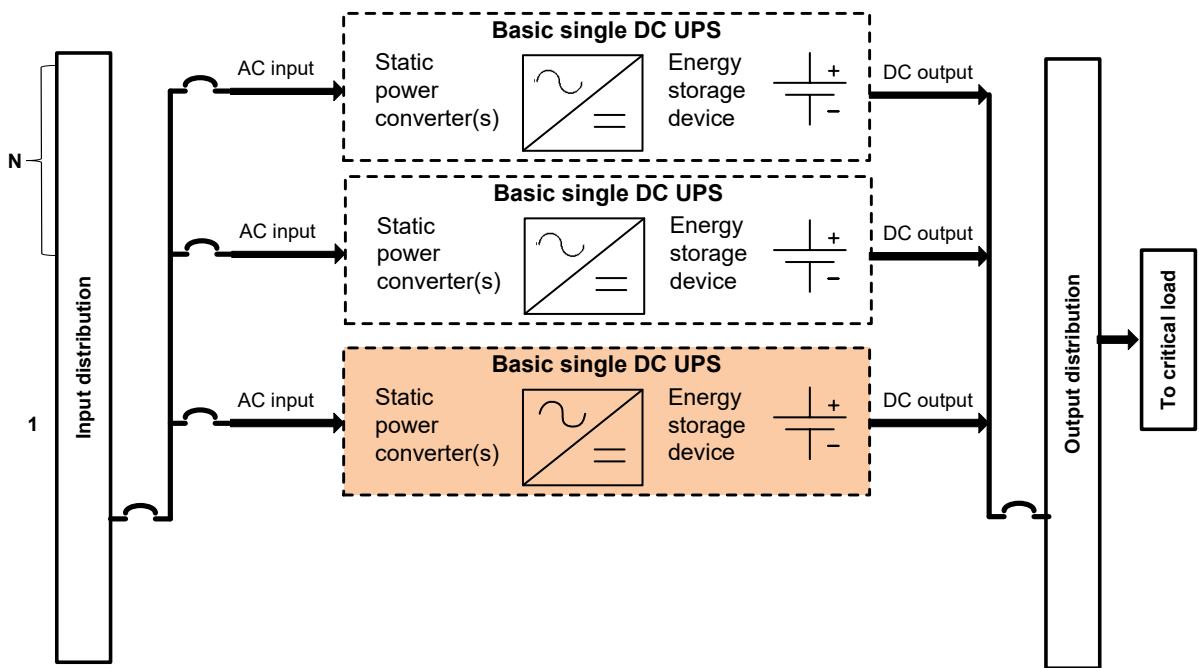 Basic single DC UPS
AC input
Static
power
converter(s)
Energy
storage
device
+
−
DC output
N
Basic single DC UPS
AC input
Static
power
converter(s)
Energy
storage
device
+
−
DC output
Basic single DC UPS
AC input
Static
power
converter(s)
Energy
storage
device
+
−
DC output
1
Input distribution
Output distribution
To critical load